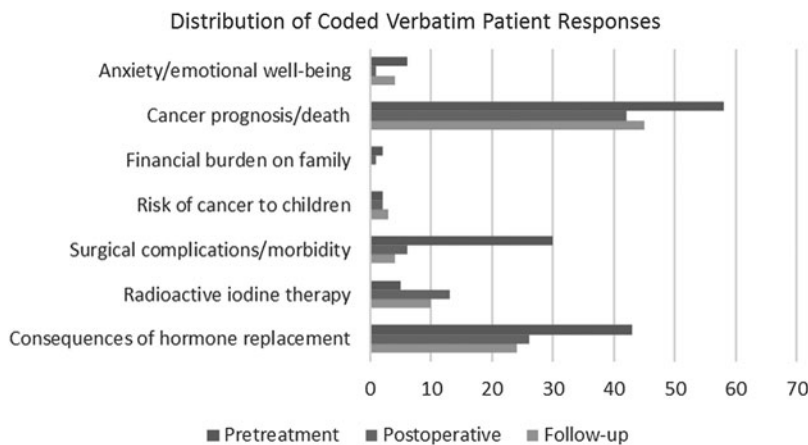 Distribution of Coded Verbatim Patient Responses
Anxiety/emotional well-being
Cancer prognosis/death
Financial burden on family
Risk of cancer to children
Surgical complications/morbidity
Radioactive iodine therapy
Consequences of hormone replacement
0 10 20 30 40 50 60 70
Pretreatment Postoperative Follow-up